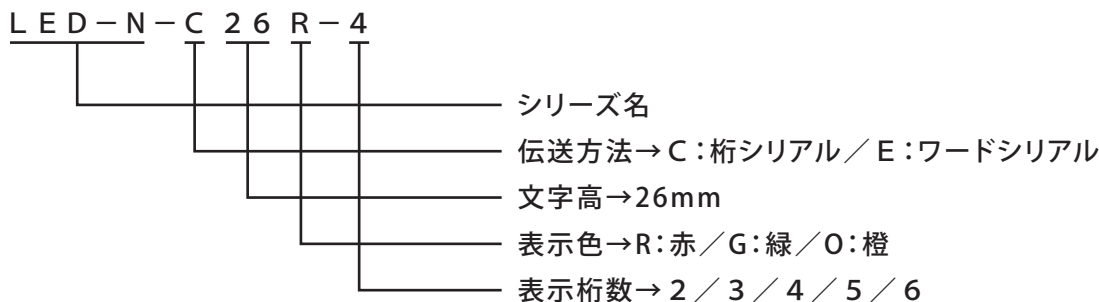 ＬＥＤ－Ｎ－Ｃ２６Ｒ－４
シリーズ名
伝送方法→Ｃ：桁シリアル／Ｅ：ワードシリアル
文字高→26mm
表示色→R：赤／G：緑／O：橙
表示桁数→２／３／４／５／６